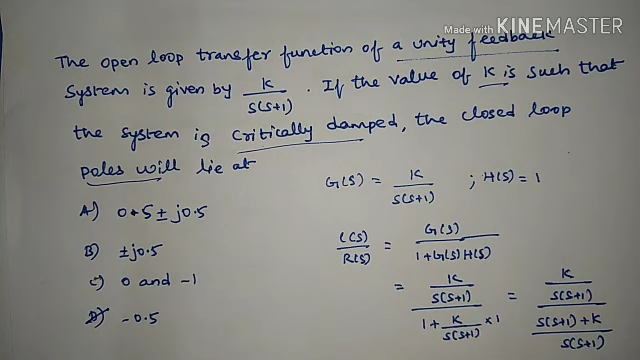 Made with KINEMASTER
The open loop transfer function of a unity feedback
System is given by K / S(S+1) . If the value of K is such that
the system is critically damped, the closed loop
poles will lie at
G(S) = K / S(S+1) ; H(S) = 1
A) 0.5 ± j0.5
B) ± j0.5
C) 0 and -1
D) -0.5
C(S) / R(S) = G(S) / 1+G(S)H(S)
= K / S(S+1) / 1 + K / S(S+1) × 1 = K / S(S+1) / S(S+1)+K / S(S+1)